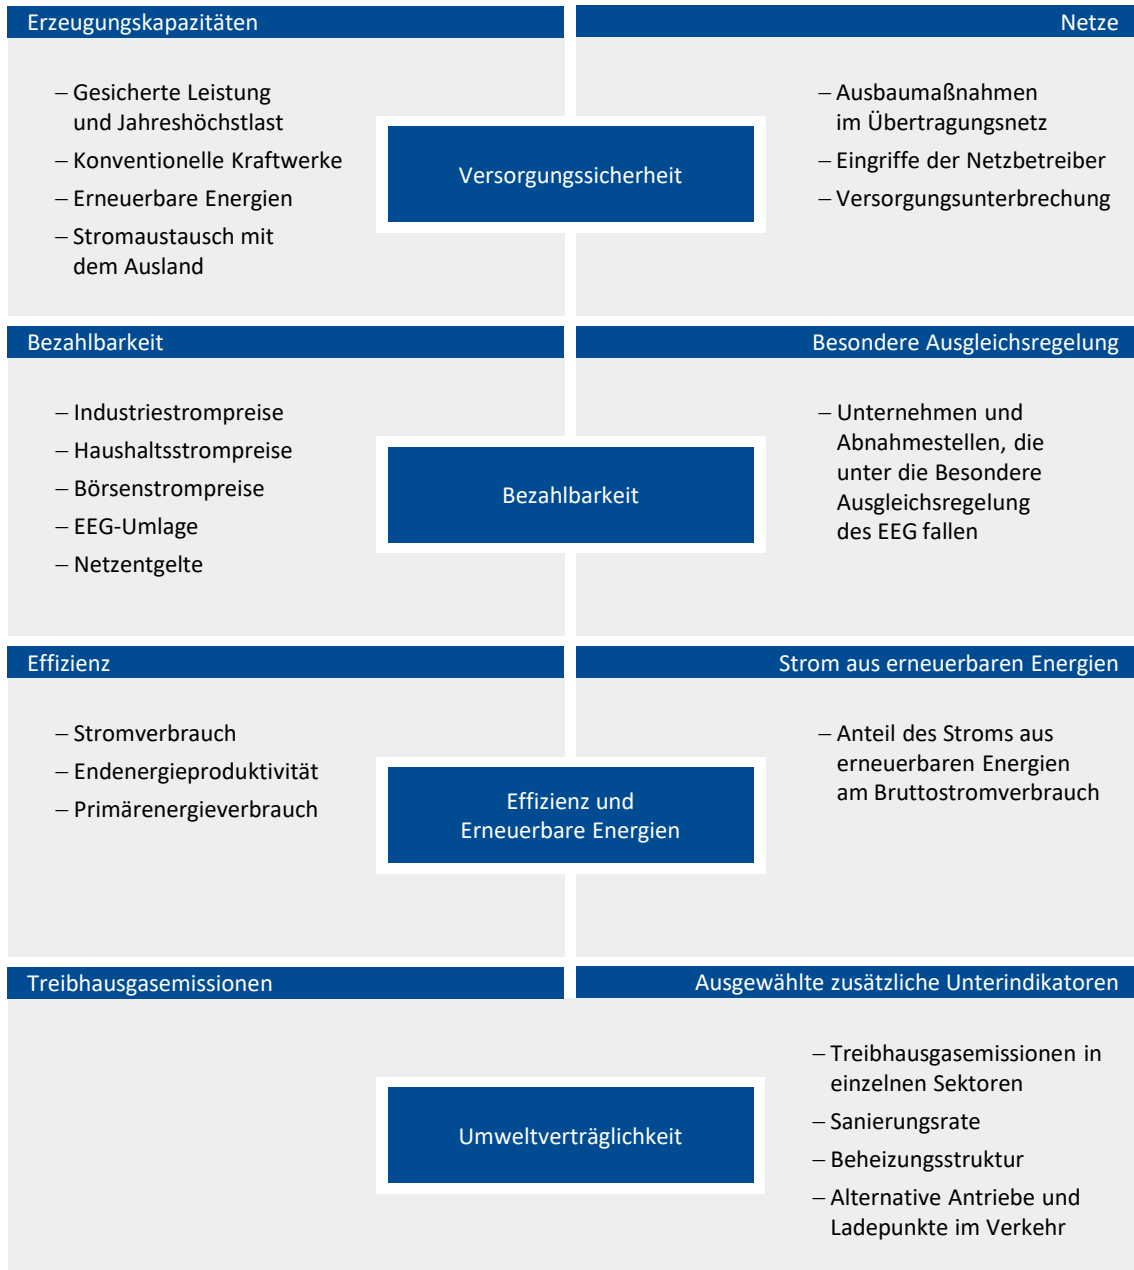 Erzeugungskapazitäten
– Gesicherte Leistung
und Jahreshöchstlast
– Konventionelle Kraftwerke
– Erneuerbare Energien
– Stromaustausch mit
dem Ausland
Versorgungssicherheit
Netze
– Ausbaumaßnahmen
im Übertragungsnetz
– Eingriffe der Netzbetreiber
– Versorgungsunterbrechung
Bezahlbarkeit
– Industriestrompreise
– Haushaltsstrompreise
– Börsenstrompreise
– EEG-Umlage
– Netzentgelte
Bezahlbarkeit
Besondere Ausgleichsregelung
– Unternehmen und
Abnahmestellen, die
unter die Besondere
Ausgleichsregelung
des EEG fallen
Effizienz
– Stromverbrauch
– Endenergieproduktivität
– Primärenergieverbrauch
Effizienz und
Erneuerbare Energien
Strom aus erneuerbaren Energien
– Anteil des Stroms aus
erneuerbaren Energien
am Bruttostromverbrauch
Treibhausgasemissionen
Umweltverträglichkeit
Ausgewählte zusätzliche Unterindikatoren
– Treibhausgasemissionen in
einzelnen Sektoren
– Sanierungsrate
– Beheizungsstruktur
– Alternative Antriebe und
Ladepunkte im Verkehr